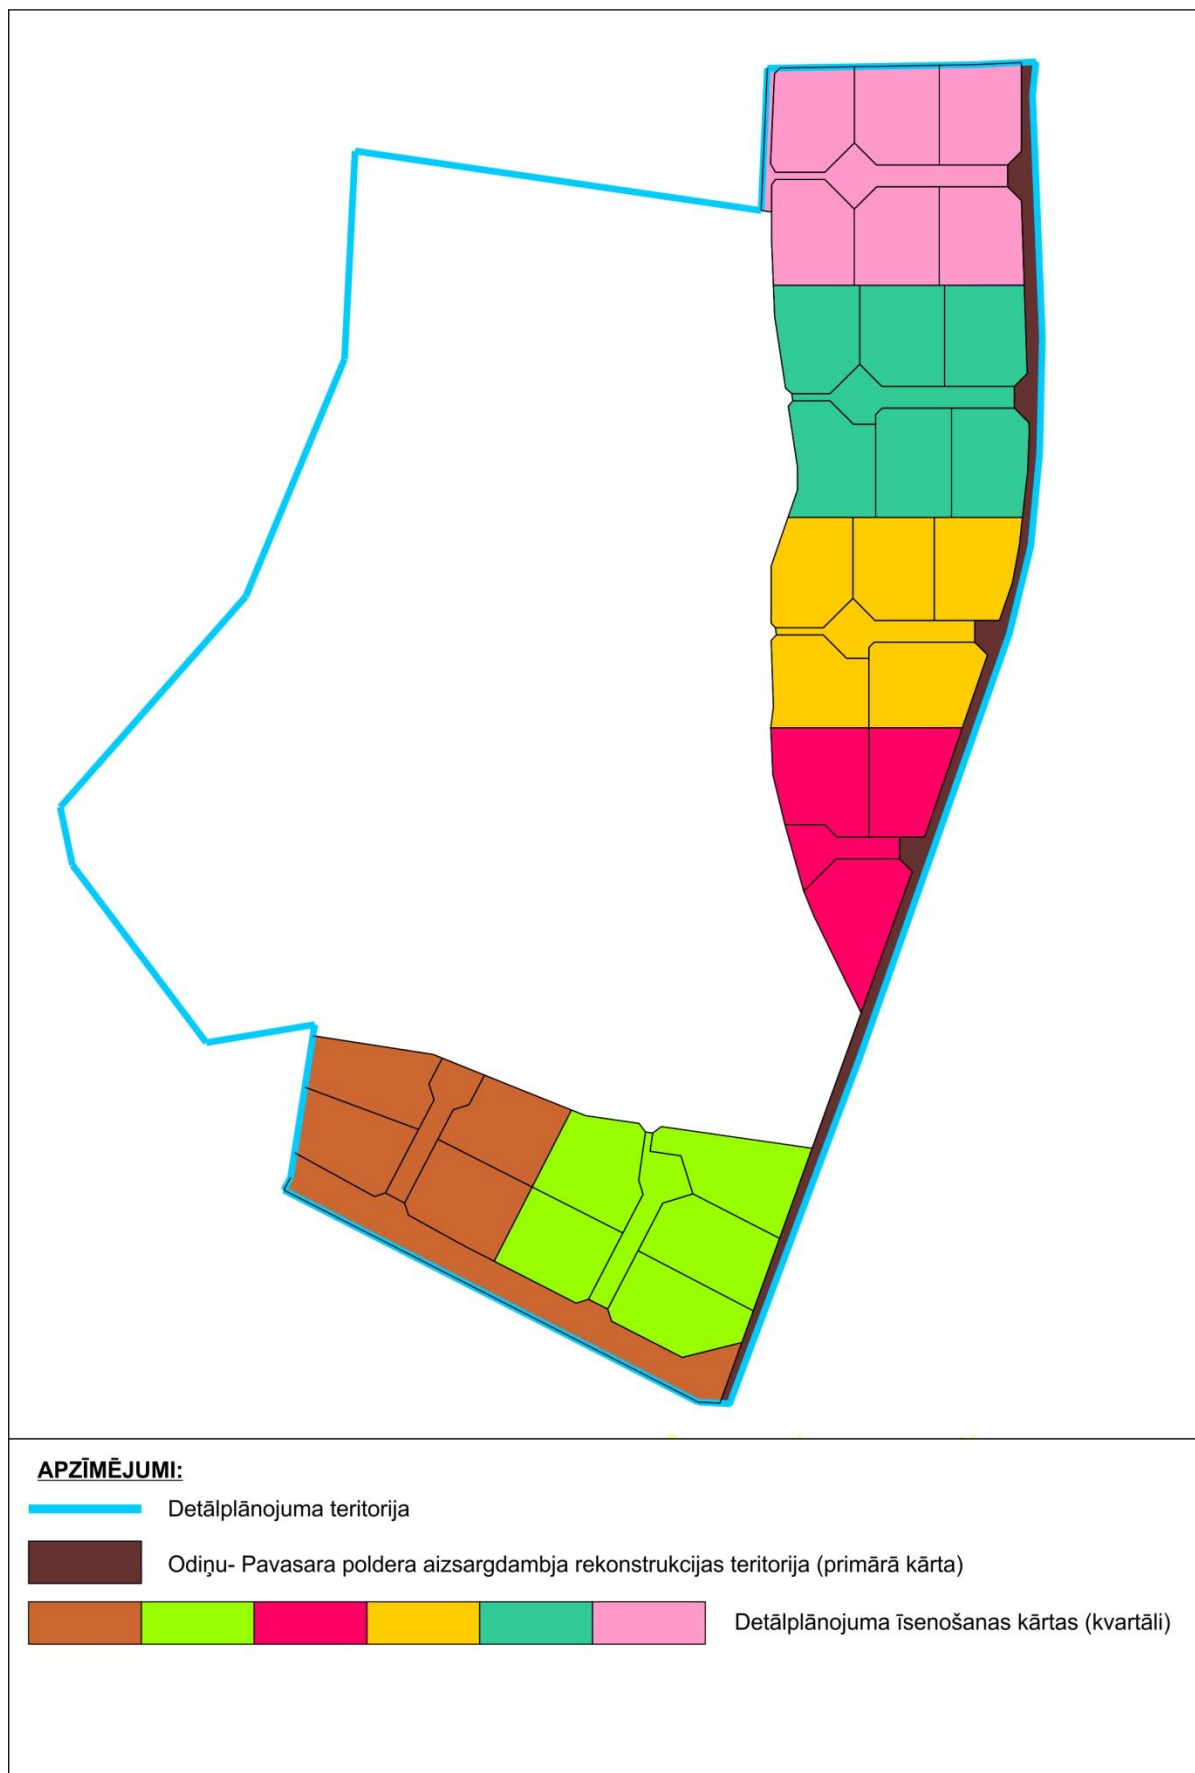 APZĪMĒJUMI:
Detālplānojuma teritorija
Odiņu- Pavasara poldera aizsargdambja rekonstrukcijas teritorija (primārā kārta)
Detālplānojuma īsenošanas kārtas (kvartāli)